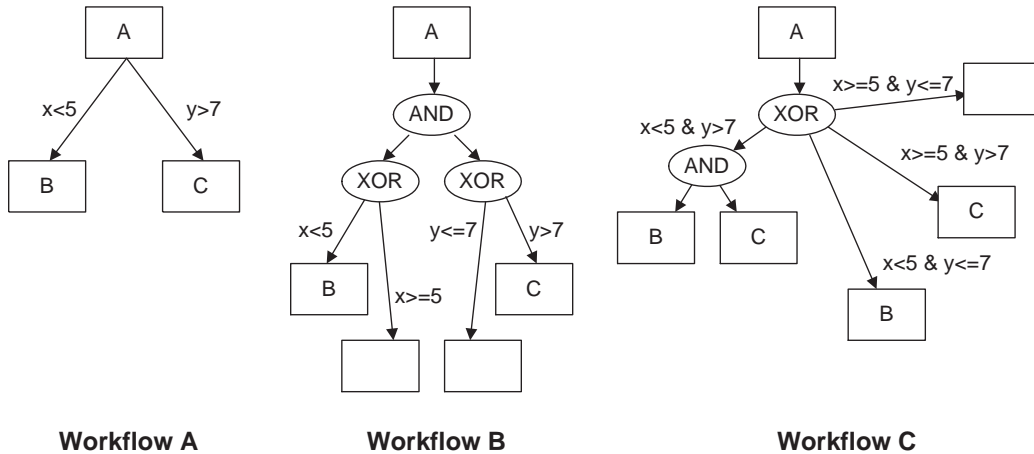 A
x<5
y>7
B
C
Workflow A
A
AND
XOR
XOR
x<5
y<=7
y>7
B
x>=5
C
Workflow B
A
x>=5 & y<=7
XOR
x<5 & y>7
x>=5 & y>7
AND
B
C
C
x<5 & y<=7
B
Workflow C